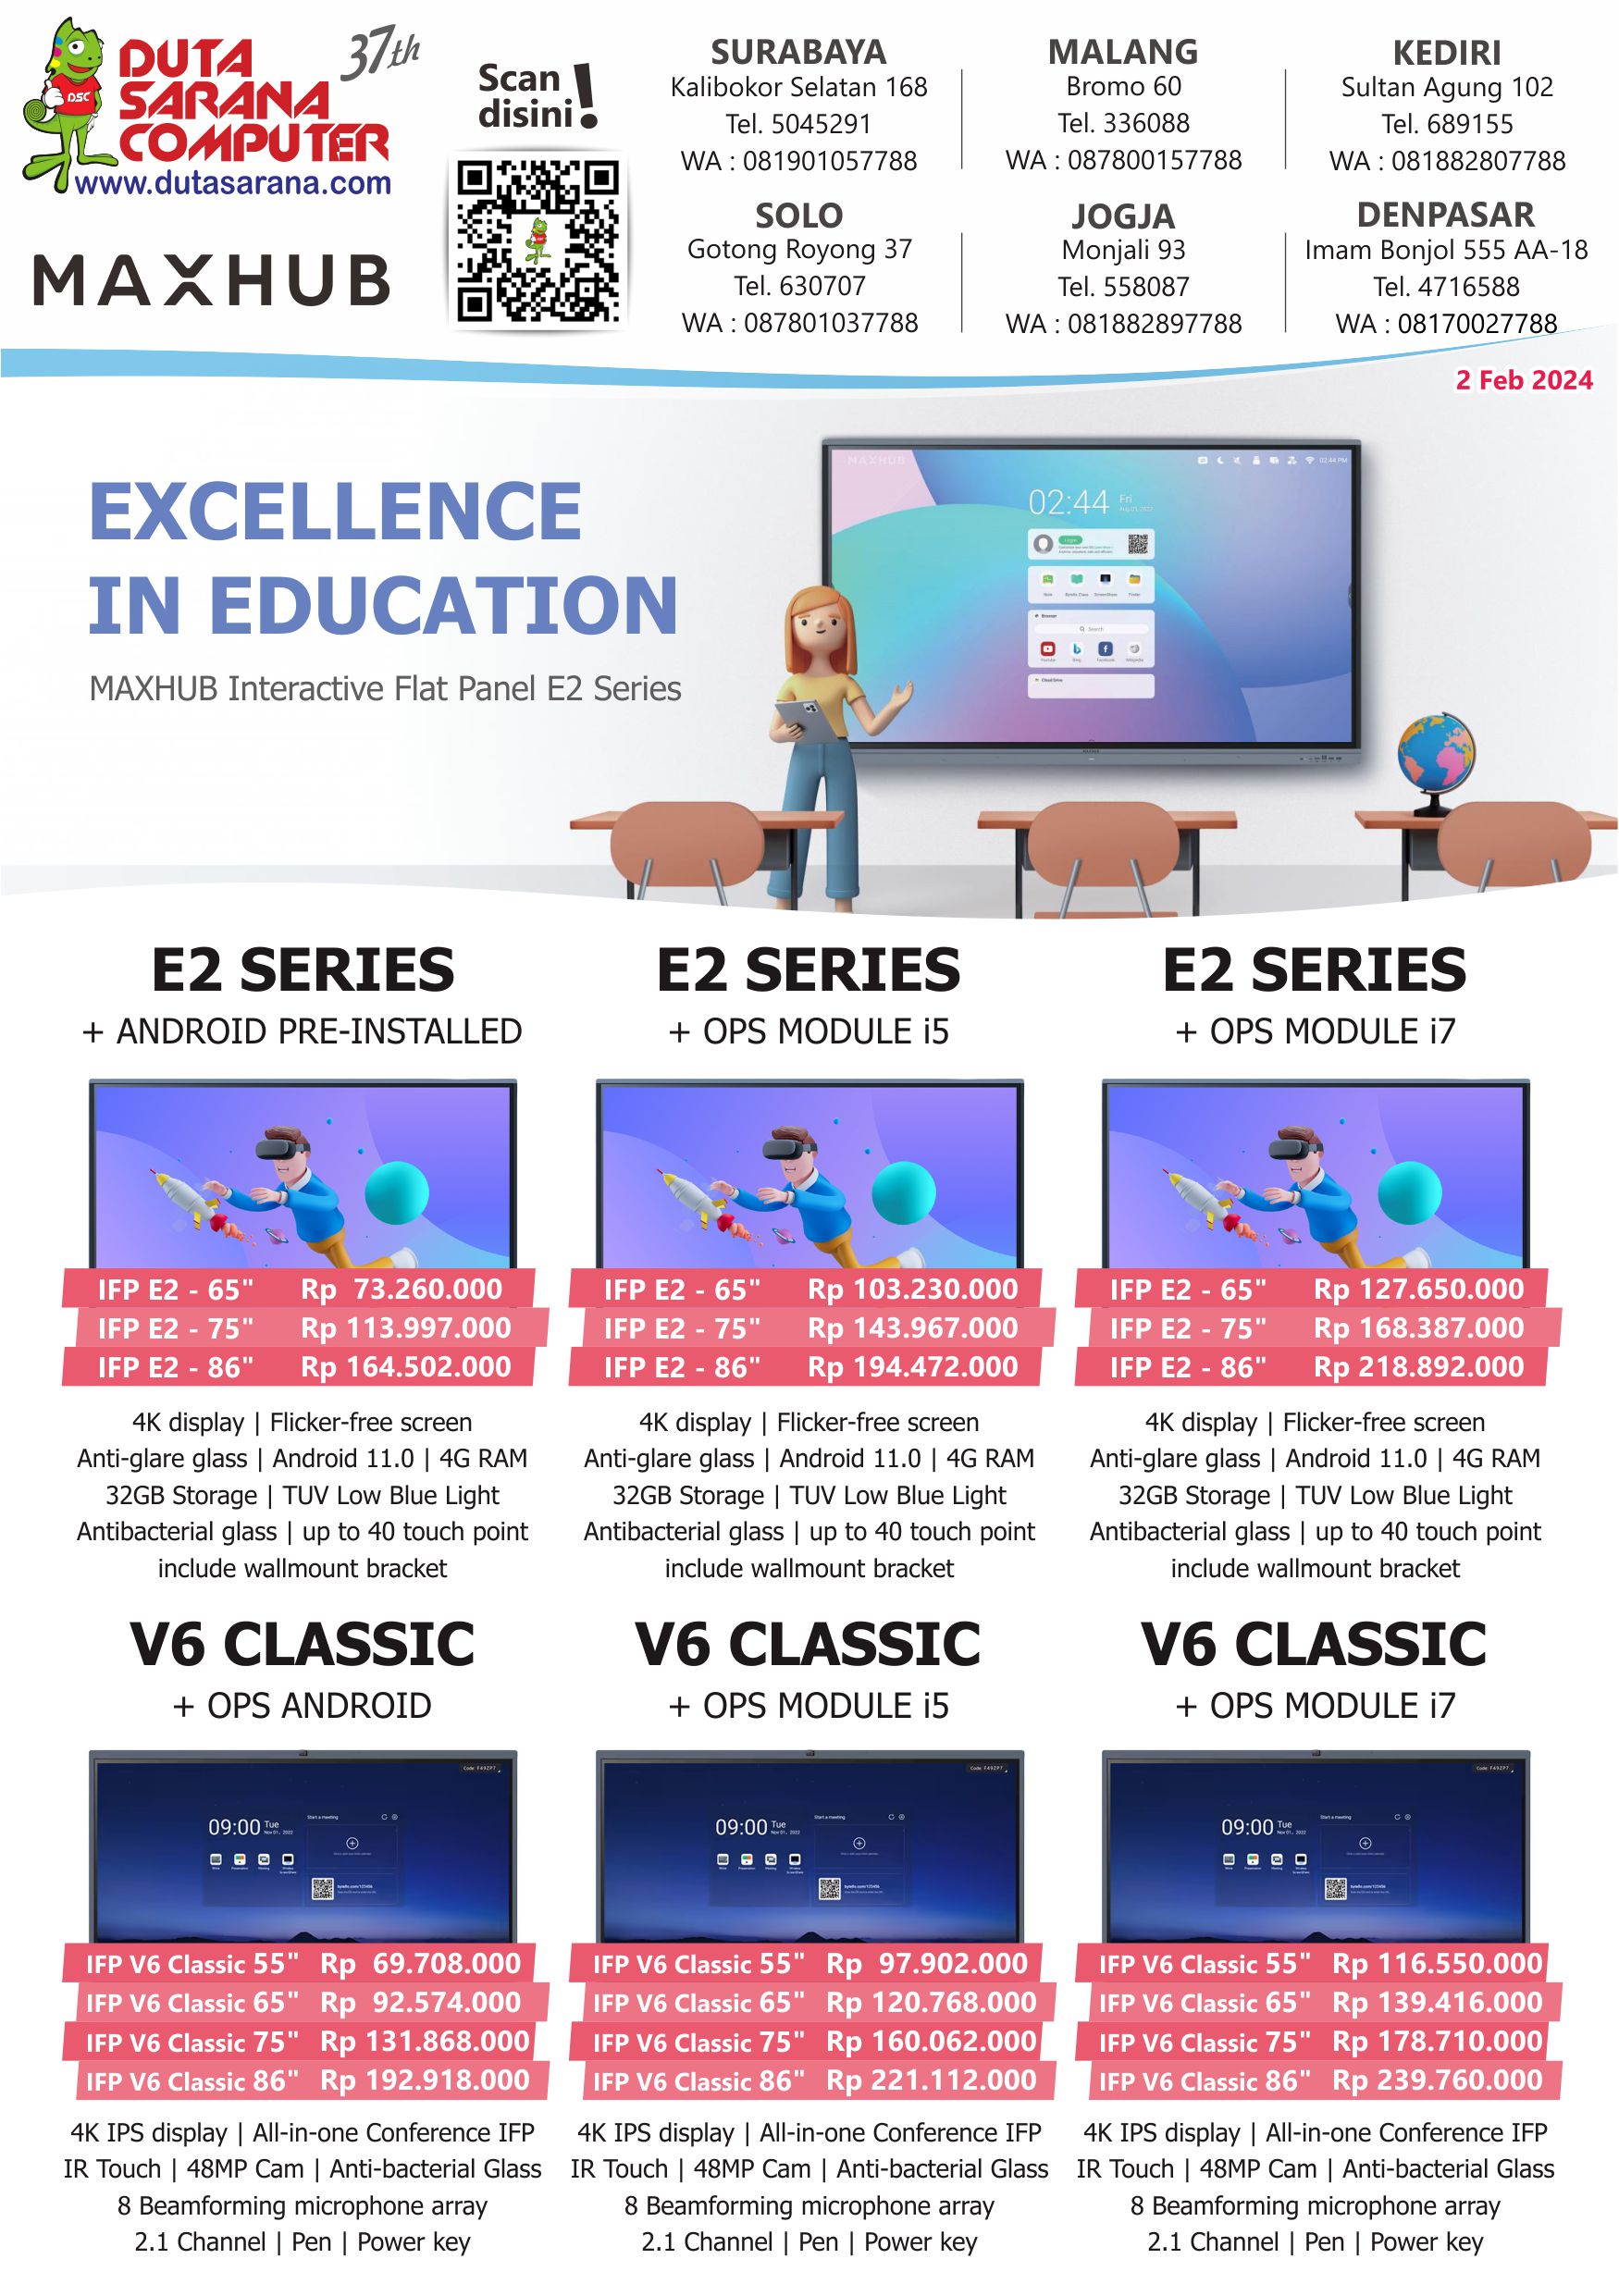 DUTA
SARANA
COMPUTER
37th
DSC
www.dutasarana.com
MAXHUB
Scan
disini!
SURABAYA
Kalibokor Selatan 168
Tel. 5045291
WA : 081901057788
MALANG
Bromo 60
Tel. 336088
WA : 087800157788
KEDIRI
Sultan Agung 102
Tel. 689155
WA : 081882807788
SOLO
Gotong Royong 37
Tel. 630707
WA : 087801037788
JOGJA
Monjali 93
Tel. 558087
WA : 081882897788
DENPASAR
Imam Bonjol 555 AA-18
Tel. 4716588
WA : 08170027788
2 Feb 2024
EXCELLENCE
IN EDUCATION
MAXHUB Interactive Flat Panel E2 Series
MAXHUB
02:44 PM
02:44 Fri
Browser
Search
E2 SERIES
+ ANDROID PRE-INSTALLED
IFP E2 - 65" Rp 73.260.000
IFP E2 - 75" Rp 113.997.000
IFP E2 - 86" Rp 164.502.000
4K display | Flicker-free screen
Anti-glare glass | Android 11.0 | 4G RAM
32GB Storage | TUV Low Blue Light
Antibacterial glass | up to 40 touch point
include wallmount bracket
E2 SERIES
+ OPS MODULE i5
IFP E2 - 65" Rp 103.230.000
IFP E2 - 75" Rp 143.967.000
IFP E2 - 86" Rp 194.472.000
4K display | Flicker-free screen
Anti-glare glass | Android 11.0 | 4G RAM
32GB Storage | TUV Low Blue Light
Antibacterial glass | up to 40 touch point
include wallmount bracket
E2 SERIES
+ OPS MODULE i7
IFP E2 - 65" Rp 127.650.000
IFP E2 - 75" Rp 168.387.000
IFP E2 - 86" Rp 218.892.000
4K display | Flicker-free screen
Anti-glare glass | Android 11.0 | 4G RAM
32GB Storage | TUV Low Blue Light
Antibacterial glass | up to 40 touch point
include wallmount bracket
V6 CLASSIC
+ OPS ANDROID
09:00 Tue
Start a meeting
IFP V6 Classic 55" Rp 69.708.000
IFP V6 Classic 65" Rp 92.574.000
IFP V6 Classic 75" Rp 131.868.000
IFP V6 Classic 86" Rp 192.918.000
4K IPS display | All-in-one Conference IFP
IR Touch | 48MP Cam | Anti-bacterial Glass
8 Beamforming microphone array
2.1 Channel | Pen | Power key
V6 CLASSIC
+ OPS MODULE i5
09:00 Tue
Start a meeting
IFP V6 Classic 55" Rp 97.902.000
IFP V6 Classic 65" Rp 120.768.000
IFP V6 Classic 75" Rp 160.062.000
IFP V6 Classic 86" Rp 221.112.000
4K IPS display | All-in-one Conference IFP
IR Touch | 48MP Cam | Anti-bacterial Glass
8 Beamforming microphone array
2.1 Channel | Pen | Power key
V6 CLASSIC
+ OPS MODULE i7
09:00 Tue
Start a meeting
IFP V6 Classic 55" Rp 116.550.000
IFP V6 Classic 65" Rp 139.416.000
IFP V6 Classic 75" Rp 178.710.000
IFP V6 Classic 86" Rp 239.760.000
4K IPS display | All-in-one Conference IFP
IR Touch | 48MP Cam | Anti-bacterial Glass
8 Beamforming microphone array
2.1 Channel | Pen | Power key